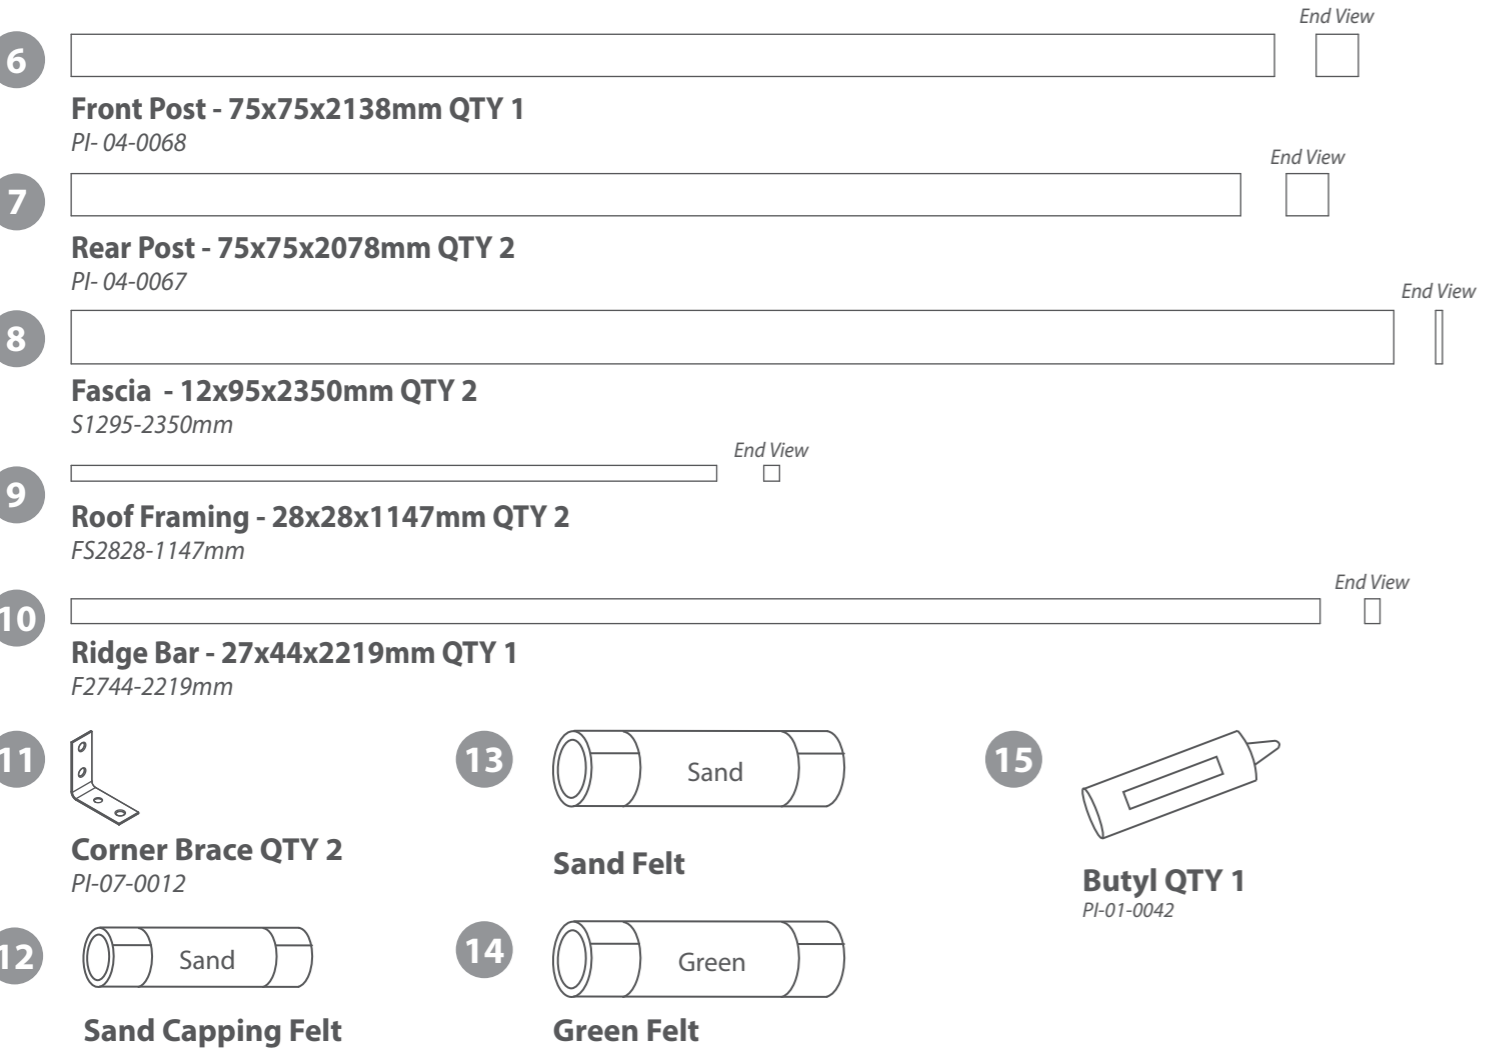 End View
6
Front Post - 75x75x2138mm QTY 1
PI- 04-0068
End View
7
Rear Post - 75x75x2078mm QTY 2
PI- 04-0067
End View
8
Fascia  - 12x95x2350mm QTY 2
S1295-2350mm
End View
9
Roof Framing - 28x28x1147mm QTY 2
FS2828-1147mm
End View
10
Ridge Bar - 27x44x2219mm QTY 1
F2744-2219mm
11
Corner Brace QTY 2
PI-07-0012
12
Sand
Sand Capping Felt
13
Sand
Sand Felt
14
Green
Green Felt
15
Butyl QTY 1
PI-01-0042